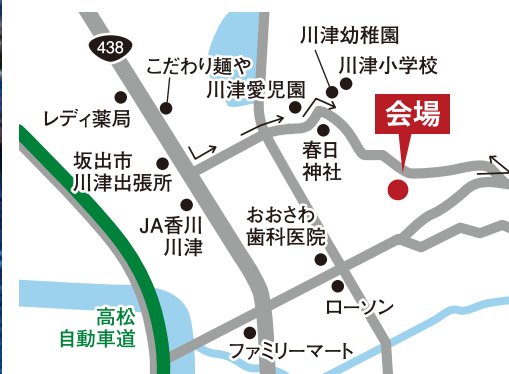 438
川津幼稚園
こだわり麺や
川津小学校
川津愛児園
レディ薬局
会場
坂出市
川津出張所
春日
神社
JA香川
川津
おおさわ
歯科医院
高松
自動車道
ローソン
ファミリーマート